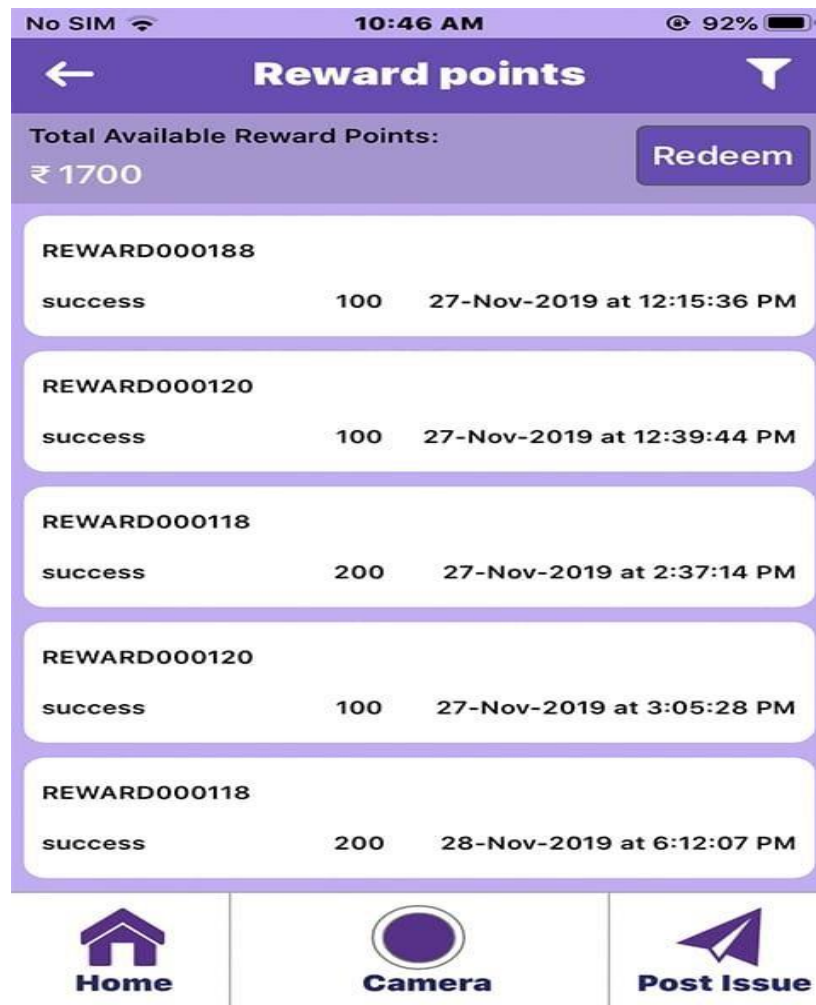 No SIM 10:46 AM 92%
Reward points
Total Available Reward Points:
₹ 1700
Redeem
REWARD000188
success 100 27-Nov-2019 at 12:15:36 PM
REWARD000120
success 100 27-Nov-2019 at 12:39:44 PM
REWARD000118
success 200 27-Nov-2019 at 2:37:14 PM
REWARD000120
success 100 27-Nov-2019 at 3:05:28 PM
REWARD000118
success 200 28-Nov-2019 at 6:12:07 PM
Home Camera Post Issue